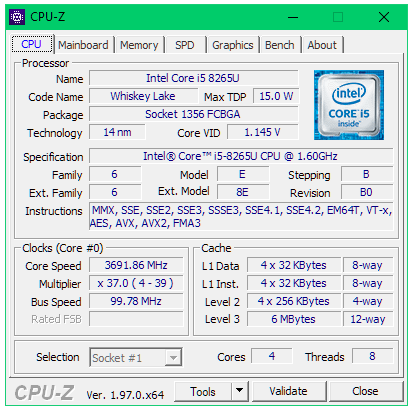 CPU-Z
CPU Mainboard Memory SPD Graphics Bench About
Processor
Name Intel Core i5 8265U
Code Name Whiskey Lake Max TDP 15.0 W
Package Socket 1356 FCBGA
Technology 14 nm Core VID 1.145 V
intel
CORE i5
inside™
Specification Intel® Core™ i5-8265U CPU @ 1.60GHz
Family 6 Model E Stepping B
Ext. Family 6 Ext. Model 8E Revision B0
Instructions MMX, SSE, SSE2, SSE3, SSSE3, SSE4.1, SSE4.2, EM64T, VT-x,
AES, AVX, AVX2, FMA3
Clocks (Core #0)
Core Speed 3691.86 MHz
Multiplier x 37.0 ( 4 - 39 )
Bus Speed 99.78 MHz
Rated FSB
Cache
L1 Data 4 x 32 KBytes 8-way
L1 Inst. 4 x 32 KBytes 8-way
Level 2 4 x 256 KBytes 4-way
Level 3 6 MBytes 12-way
Selection Socket #1 Cores 4 Threads 8
CPU-Z Ver. 1.97.0.x64 Tools Validate Close